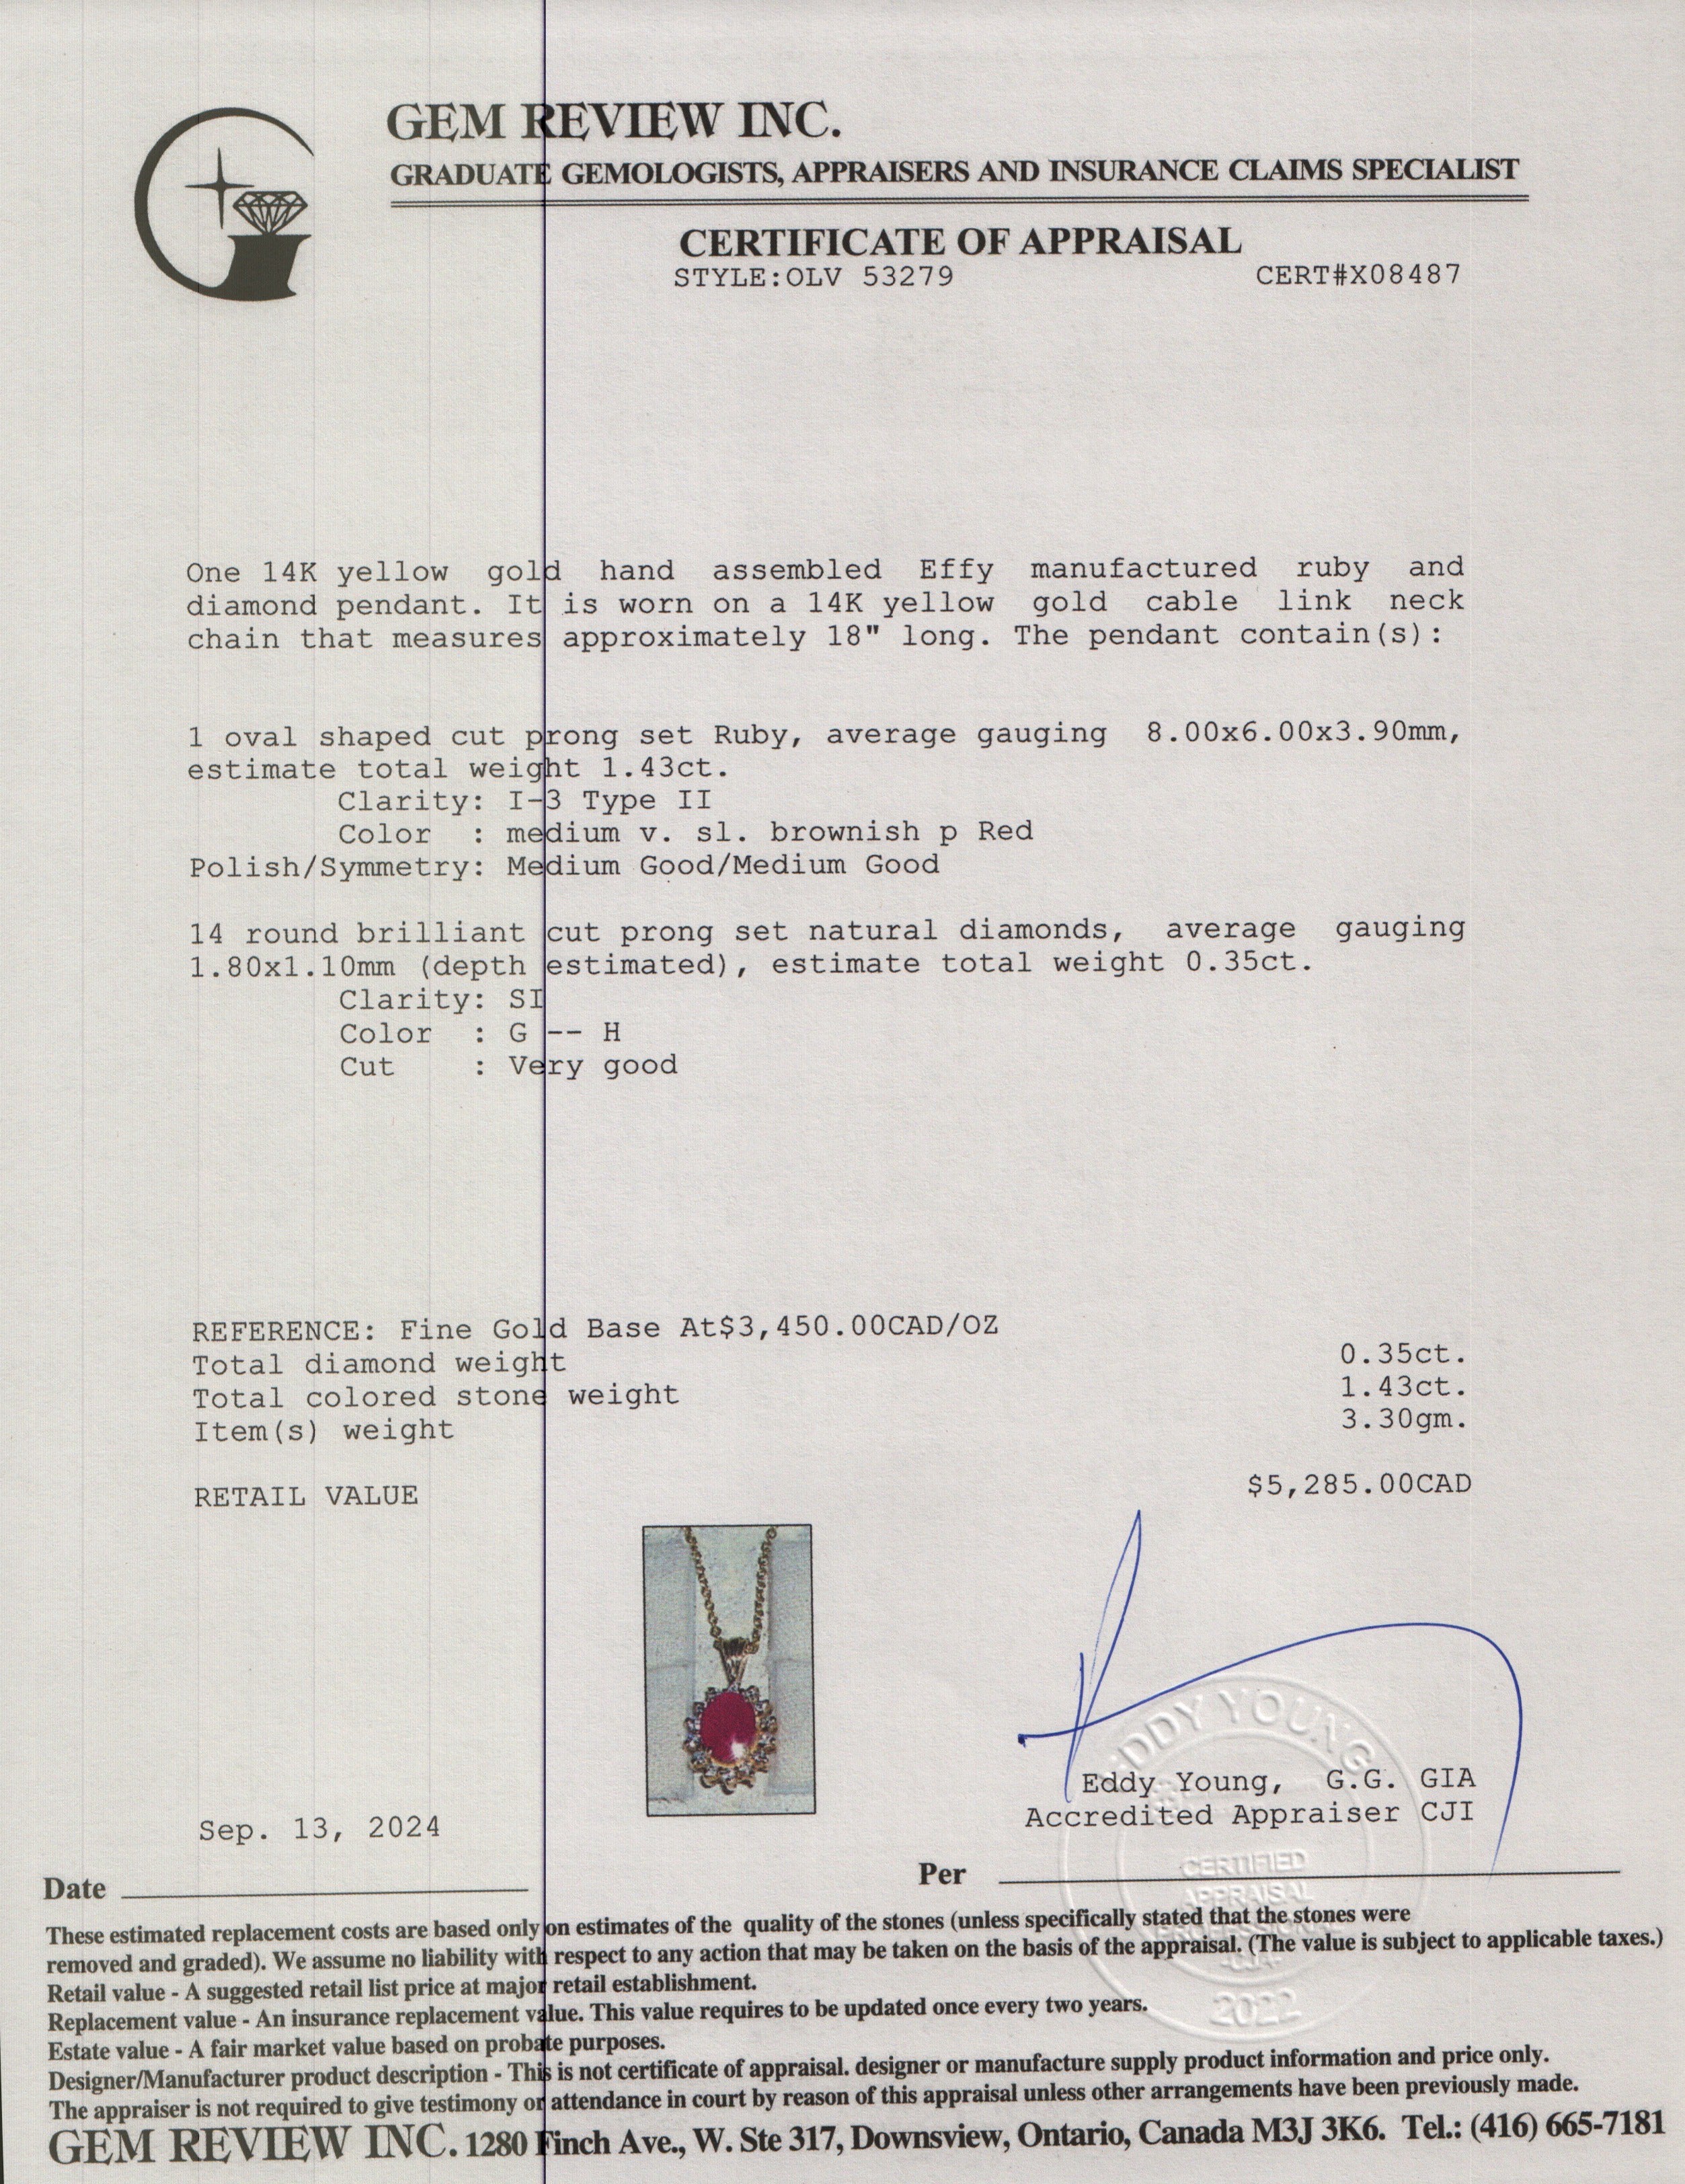 GEM REVIEW INC.
GRADUATE GEMOLOGISTS, APPRAISERS AND INSURANCE CLAIMS SPECIALIST
CERTIFICATE OF APPRAISAL
STYLE:OLV 53279 CERT#X08487
One 14K yellow gold hand assembled Effy manufactured ruby and
diamond pendant. It is worn on a 14K yellow gold cable link neck
chain that measures approximately 18" long. The pendant contain(s):
1 oval shaped cut prong set Ruby, average gauging 8.00x6.00x3.90mm,
estimate total weight 1.43ct.
Clarity: I-3 Type II
Color : medium v. sl. brownish p Red
Polish/Symmetry: Medium Good/Medium Good
14 round brilliant cut prong set natural diamonds, average gauging
1.80x1.10mm (depth estimated), estimate total weight 0.35ct.
Clarity: SI
Color : G -- H
Cut : Very good
REFERENCE: Fine Gold Base At$3,450.00CAD/OZ
Total diamond weight 0.35ct.
Total colored stone weight 1.43ct.
Item(s) weight 3.30gm.
RETAIL VALUE $5,285.00CAD
EDDY YOUNG
Eddy Young, G.G. GIA
Accredited Appraiser CJI
Sep. 13, 2024
CERTIFIED
APPRAISAL
PROFESSIONAL
-CJA-
2022
Date
Per
These estimated replacement costs are based only on estimates of the quality of the stones (unless specifically stated that the stones were
removed and graded). We assume no liability with respect to any action that may be taken on the basis of the appraisal. (The value is subject to applicable taxes.)
Retail value - A suggested retail list price at major retail establishment.
Replacement value - An insurance replacement value. This value requires to be updated once every two years.
Estate value - A fair market value based on probate purposes.
Designer/Manufacturer product description - This is not certificate of appraisal. designer or manufacture supply product information and price only.
The appraiser is not required to give testimony or attendance in court by reason of this appraisal unless other arrangements have been previously made.
GEM REVIEW INC. 1280 Finch Ave., W. Ste 317, Downsview, Ontario, Canada M3J 3K6. Tel.: (416) 665-7181